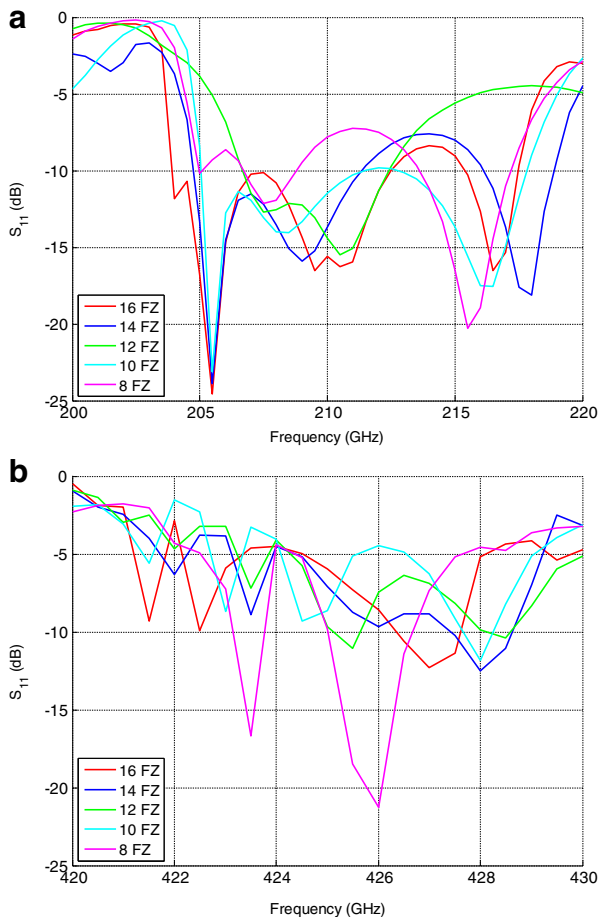 a
0
-5
-10
-15
-20
-25
S11 (dB)
16 FZ
14 FZ
12 FZ
10 FZ
8 FZ
200 205 210 215 220
Frequency (GHz)
b
0
-5
-10
-15
-20
-25
S11 (dB)
16 FZ
14 FZ
12 FZ
10 FZ
8 FZ
420 422 424 426 428 430
Frequency (GHz)